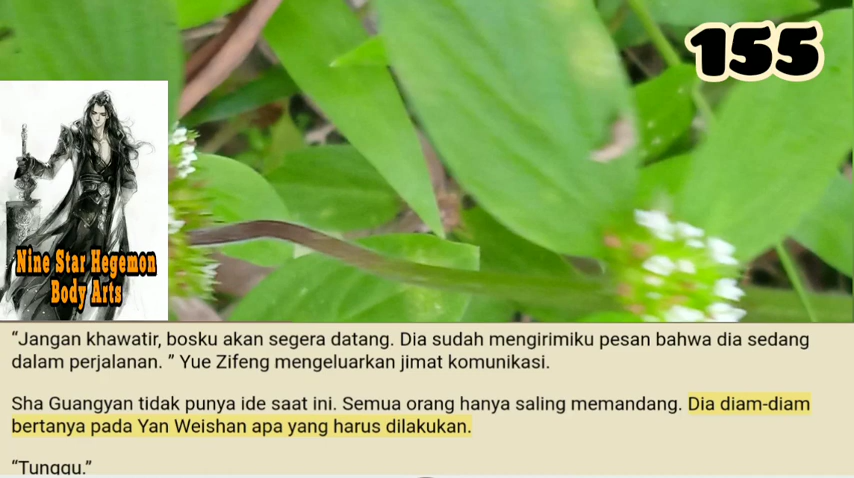 155
Nine Star Hegemon
Body Arts
“Jangan khawatir, bosku akan segera datang. Dia sudah mengirimiku pesan bahwa dia sedang
dalam perjalanan. ” Yue Zifeng mengeluarkan jimat komunikasi.
Sha Guangyan tidak punya ide saat ini. Semua orang hanya saling memandang. Dia diam-diam
bertanya pada Yan Weishan apa yang harus dilakukan.
“Tunggu.”